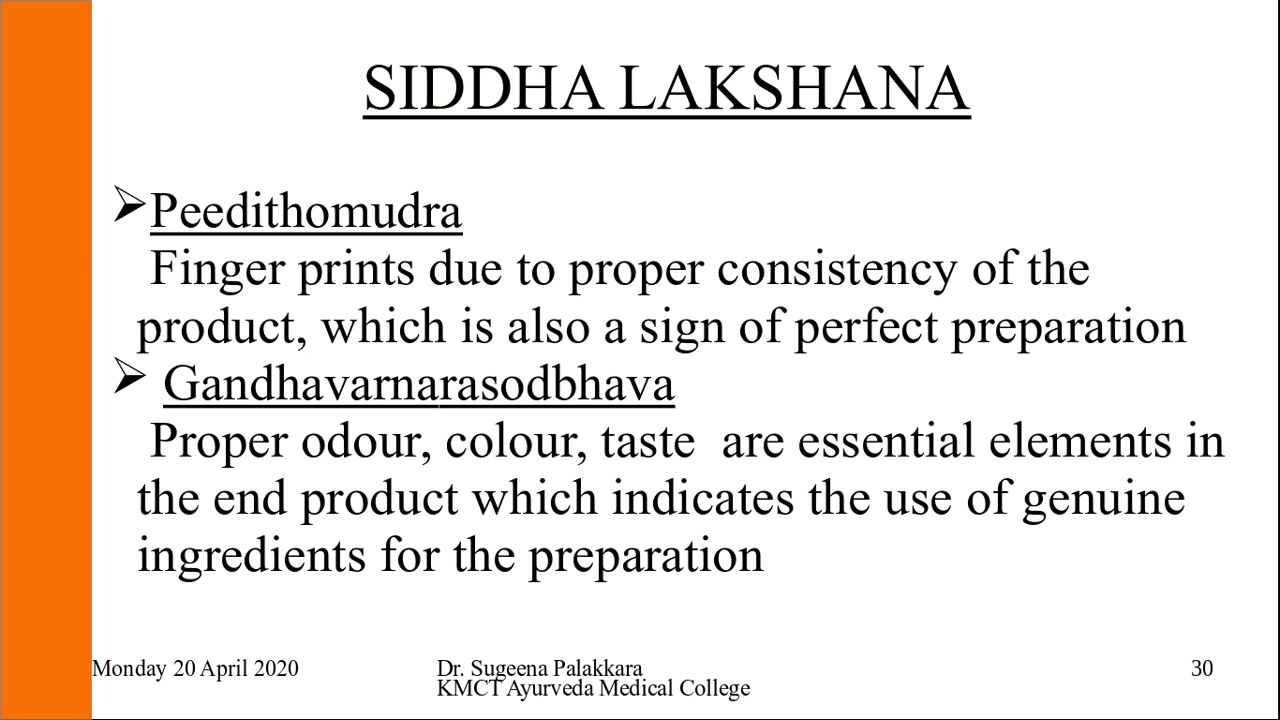 SIDDHA LAKSHANA
➢Peedithomudra
Finger prints due to proper consistency of the
product, which is also a sign of perfect preparation
➢ Gandhavarnarasodbhava
Proper odour, colour, taste  are essential elements in
the end product which indicates the use of genuine
ingredients for the preparation
Monday 20 April 2020
Dr. Sugeena Palakkara
KMCT Ayurveda Medical College
30